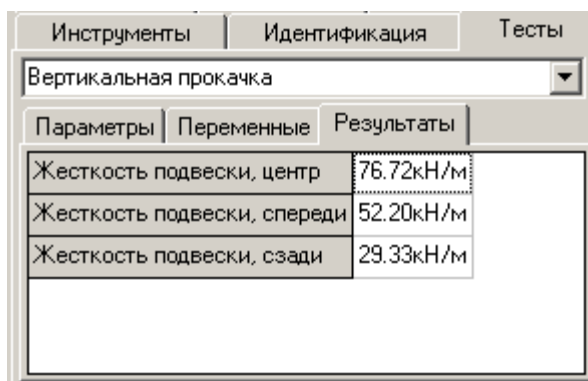 Инструменты Идентификация Тесты
Вертикальная прокачка
Параметры Переменные Результаты
Жесткость подвески, центр 76.72кН/м
Жесткость подвески, спереди 52.20кН/м
Жесткость подвески, сзади 29.33кН/м